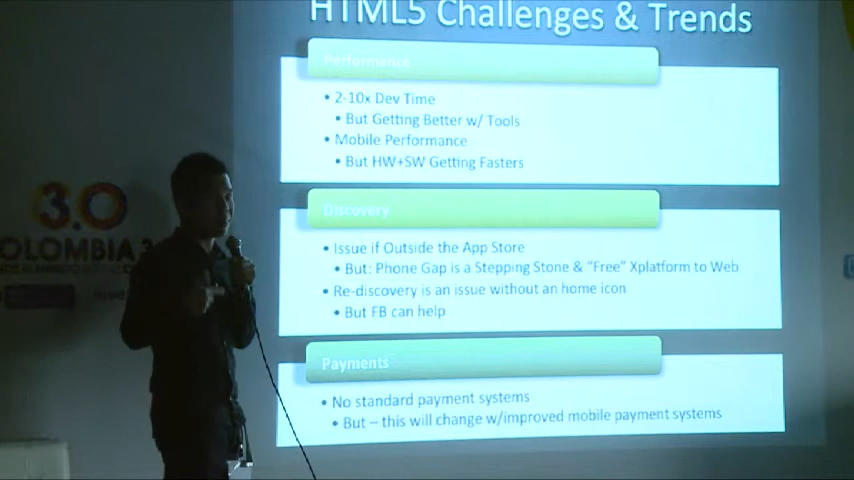 HTML5 Challenges & Trends
Performance
• 2-10x Dev Time
• But Getting Better w/ Tools
• Mobile Performance
• But HW+SW Getting Fasters
Discovery
• Issue if Outside the App Store
• But: Phone Gap is a Stepping Stone & "Free" Xplatform to Web
• Re-discovery is an issue without an home icon
• But FB can help
Payments
• No standard payment systems
• But – this will change w/improved mobile payment systems
3.0
OLOMBIA 3